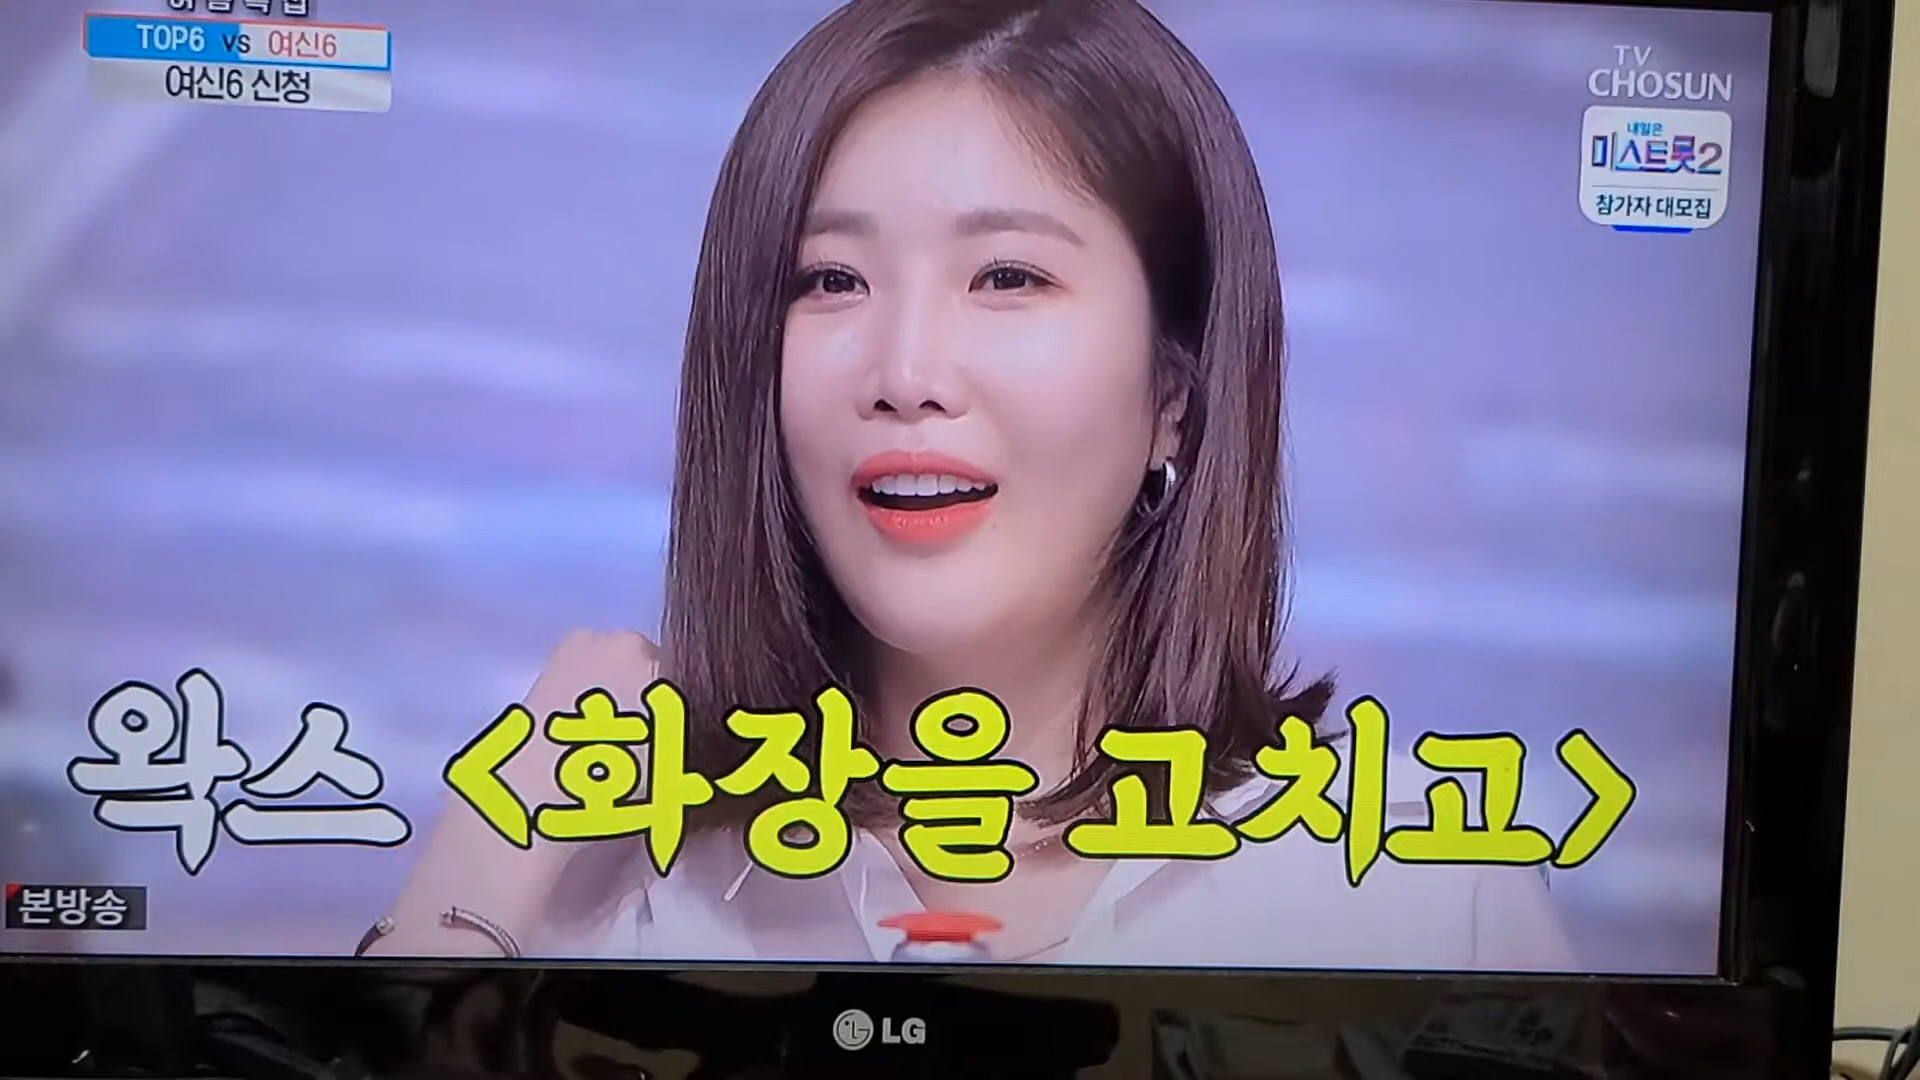 TOP6 vs 여신6
여신6 신청
TV
CHOSUN
내일은
미스트롯2
참가자 대모집
왁스 <화장을 고치고>
본방송
LG